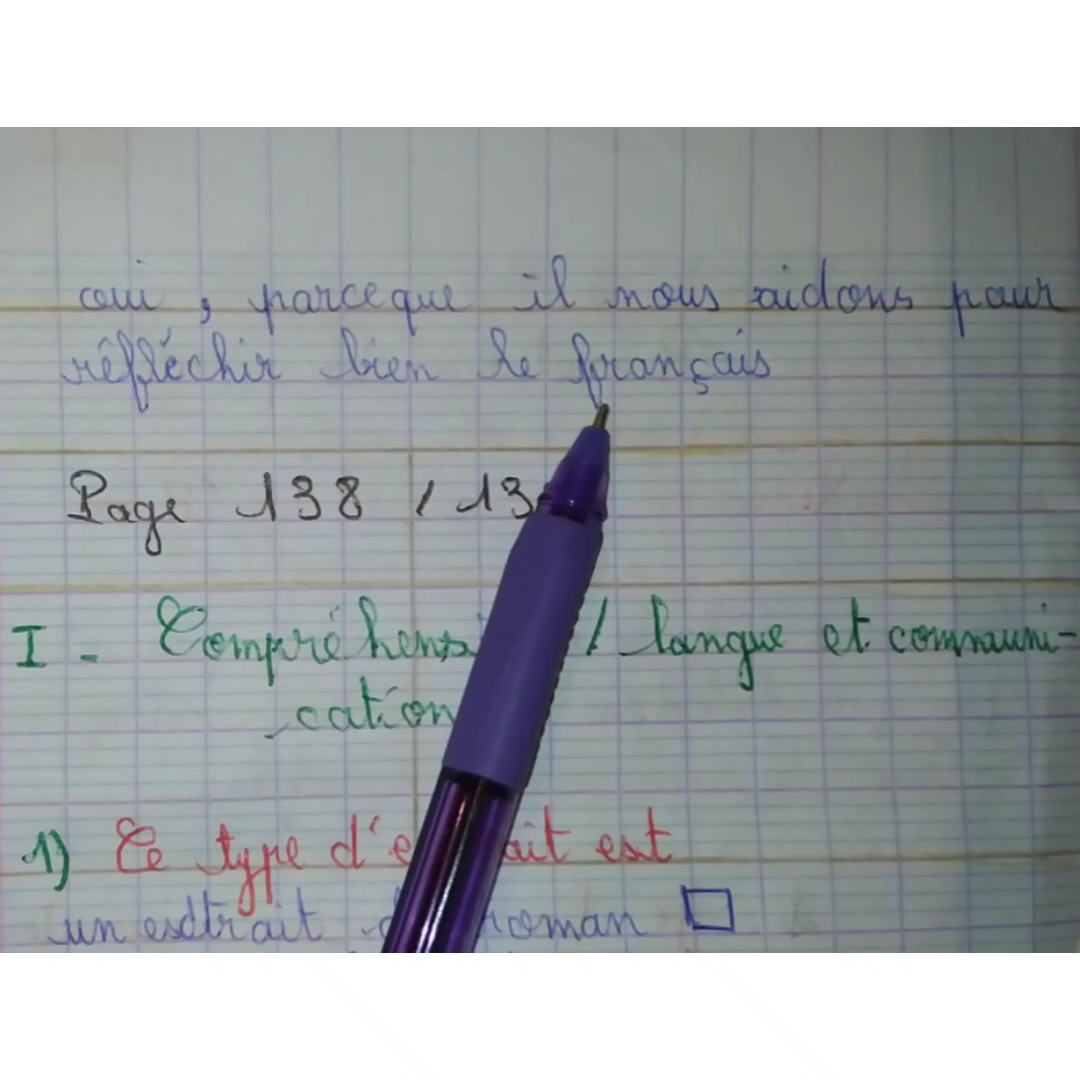 oui, parceque il nous aidons pour
réfléchir bien le français
Page 138 / 13
I - Compréhensi / langue et communi-
cation
1) Ce type d'e ait est
un extrait d roman